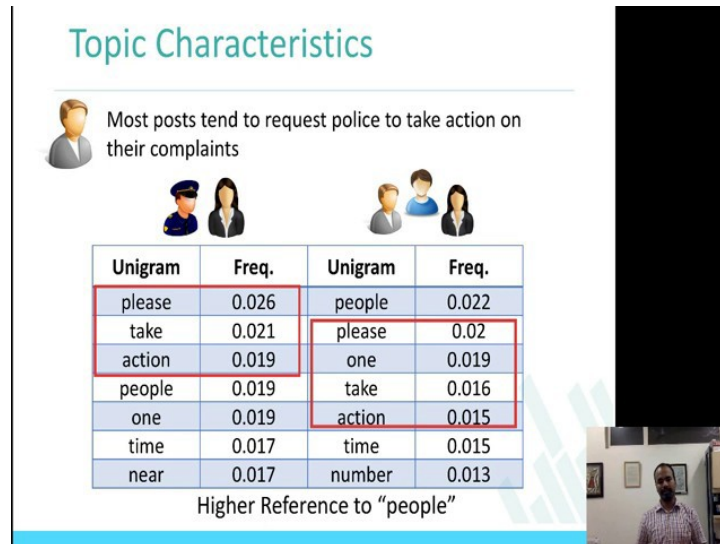 Topic Characteristics
Most posts tend to request police to take action on
their complaints
Unigram Freq. Unigram Freq.
please 0.026 people 0.022
take 0.021 please 0.02
action 0.019 one 0.019
people 0.019 take 0.016
one 0.019 action 0.015
time 0.017 time 0.015
near 0.017 number 0.013
Higher Reference to “people”